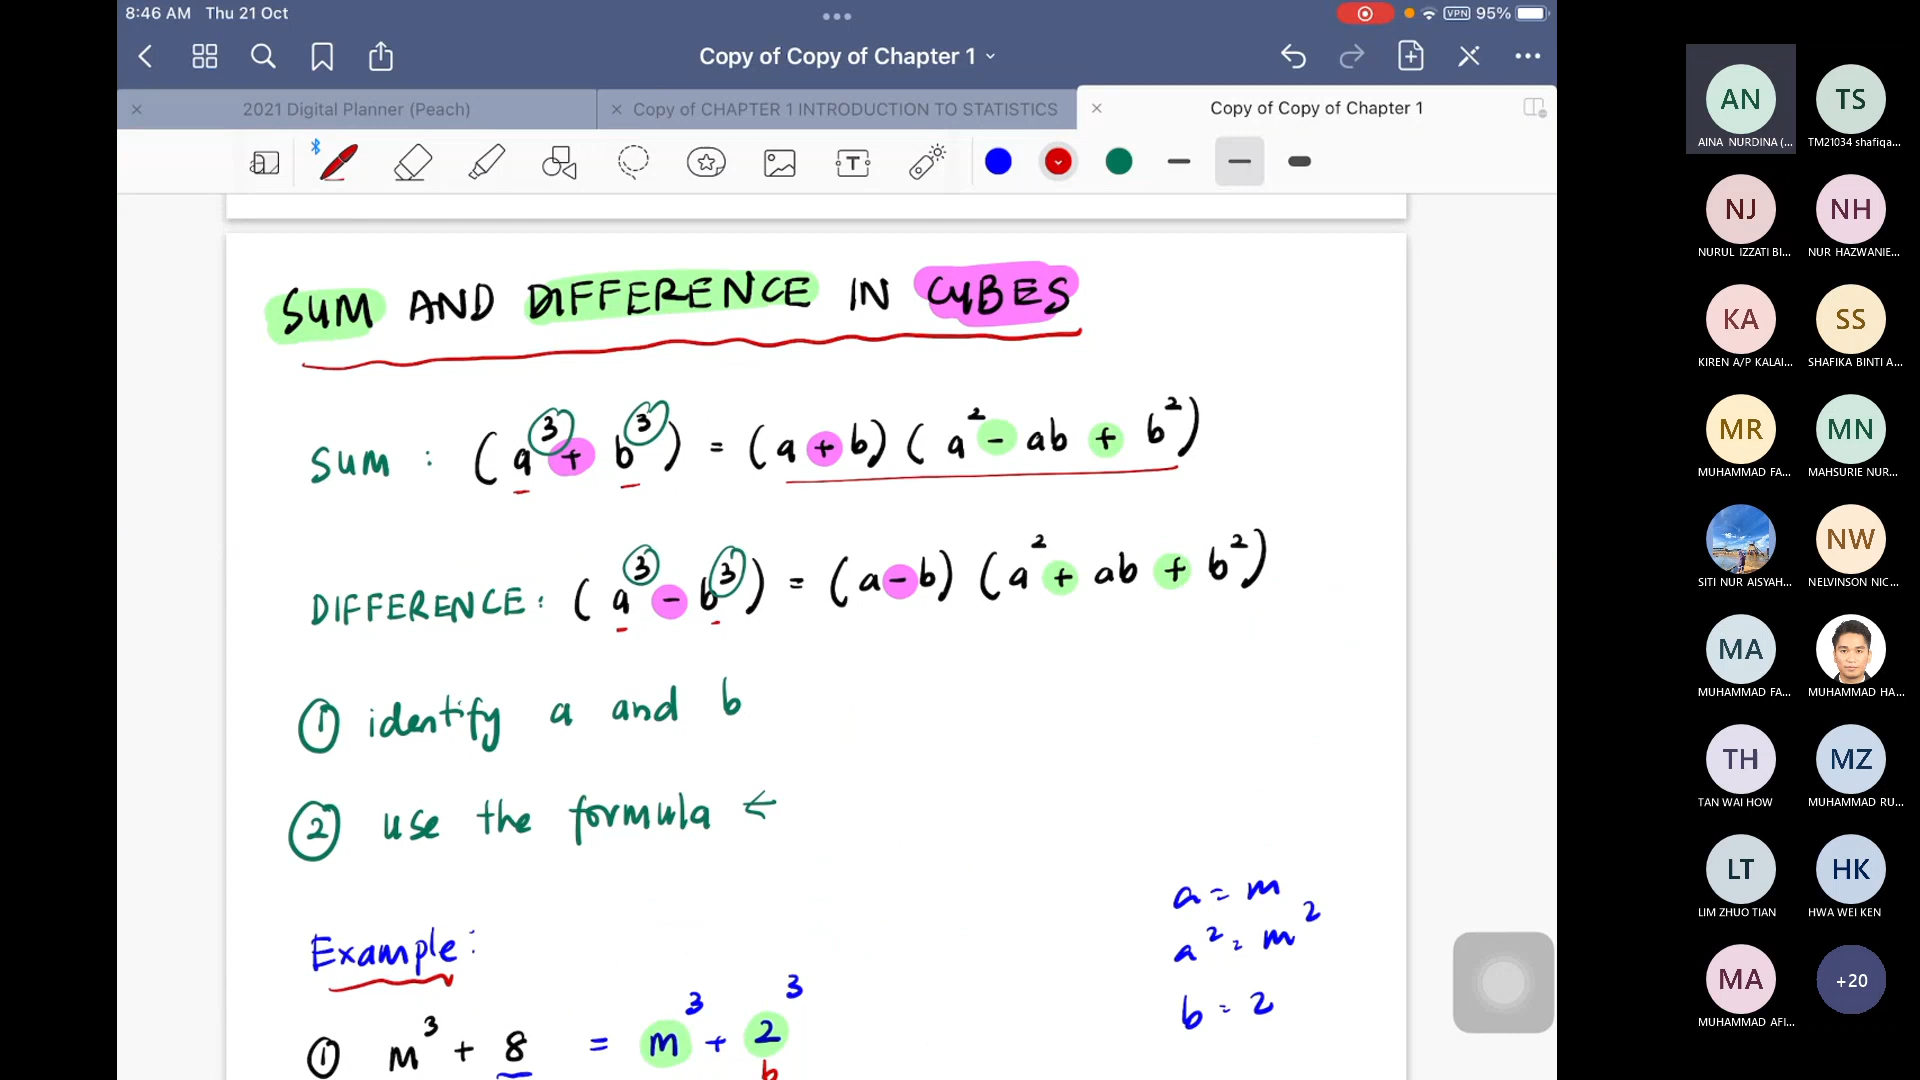 8:46 AM Thu 21 Oct
VPN 95%
Copy of Copy of Chapter 1
2021 Digital Planner (Peach)
Copy of CHAPTER 1 INTRODUCTION TO STATISTICS
Copy of Copy of Chapter 1
T
SUM AND DIFFERENCE IN CUBES
SUM : (a³ + b³) = (a + b) (a² - ab + b²)
DIFFERENCE : (a³ - b³) = (a - b) (a² + ab + b²)
① identify a and b
② use the formula ←
a = m
a² = m²
b = 2
Example :
① m³ + 8 = m³ + 2³
b
AN
AINA NURDINA (...
TS
TM21034 shafiqa...
NJ
NURUL IZZATI BI...
NH
NUR HAZWANIE...
KA
KIREN A/P KALAI...
SS
SHAFIKA BINTI A...
MR
MUHAMMAD FA...
MN
MAHSURIE NUR...
SITI NUR AISYAH...
NW
NELVINSON NIC...
MA
MUHAMMAD FA...
MUHAMMAD HA...
TH
TAN WAI HOW
MZ
MUHAMMAD RU...
LT
LIM ZHUO TIAN
HK
HWA WEI KEN
MA
MUHAMMAD AFI...
+20